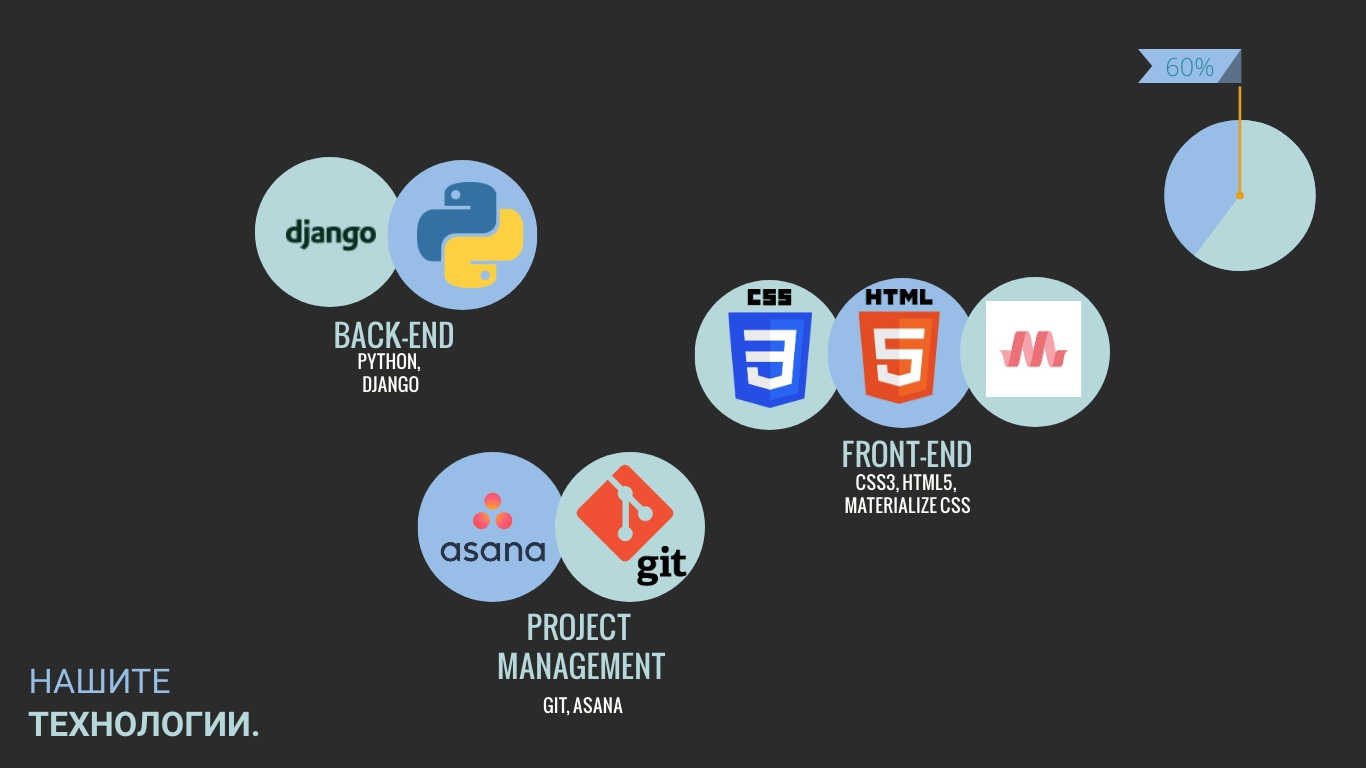 60%
django
BACK-END
PYTHON,
DJANGO
CSS
HTML
FRONT-END
CSS3, HTML5,
MATERIALIZE CSS
asana
git
PROJECT
MANAGEMENT
GIT, ASANA
НАШИТЕ
ТЕХНОЛОГИИ.